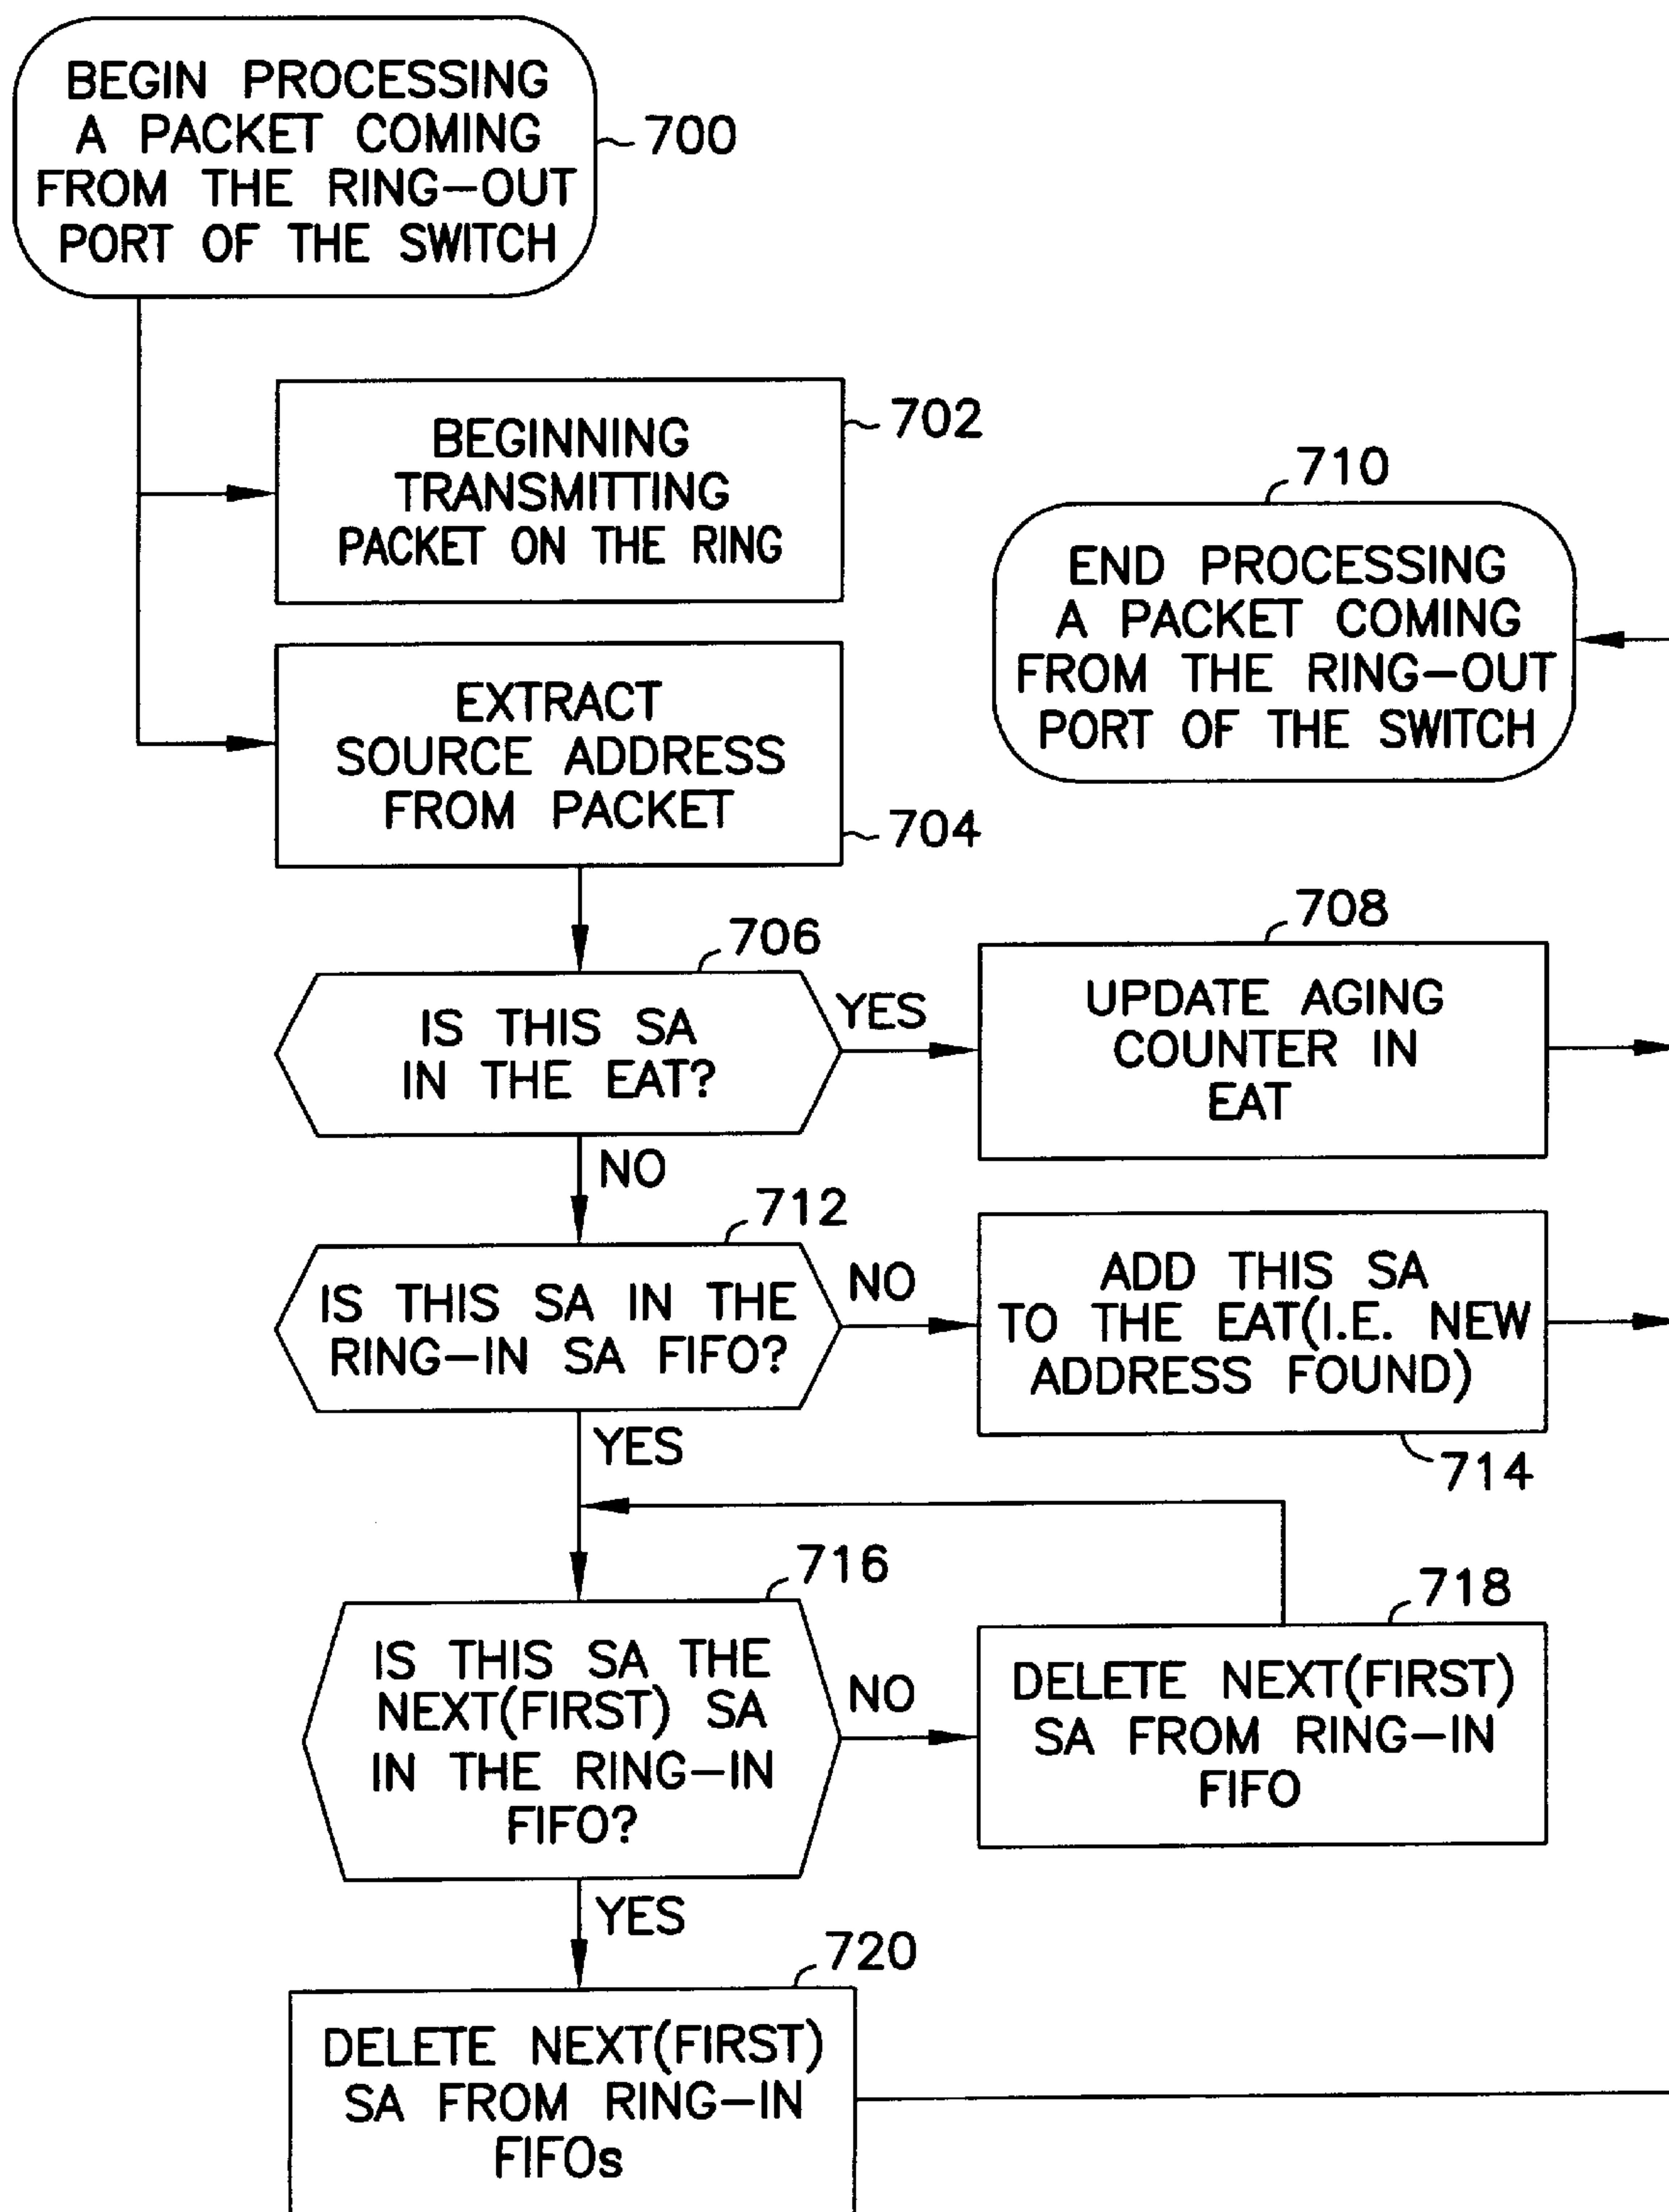 BEGIN PROCESSING
A PACKET COMING
FROM THE RING-OUT
PORT OF THE SWITCH
700
BEGINNING
TRANSMITTING
PACKET ON THE RING
702
710
END PROCESSING
A PACKET COMING
FROM THE RING-OUT
PORT OF THE SWITCH
EXTRACT
SOURCE ADDRESS
FROM PACKET
704
706
IS THIS SA
IN THE EAT?
YES
708
UPDATE AGING
COUNTER IN
EAT
NO
712
IS THIS SA IN THE
RING-IN SA FIFO?
NO
ADD THIS SA
TO THE EAT(I.E. NEW
ADDRESS FOUND)
714
YES
716
IS THIS SA THE
NEXT(FIRST) SA
IN THE RING-IN
FIFO?
NO
718
DELETE NEXT(FIRST)
SA FROM RING-IN
FIFO
YES
720
DELETE NEXT(FIRST)
SA FROM RING-IN
FIFOs